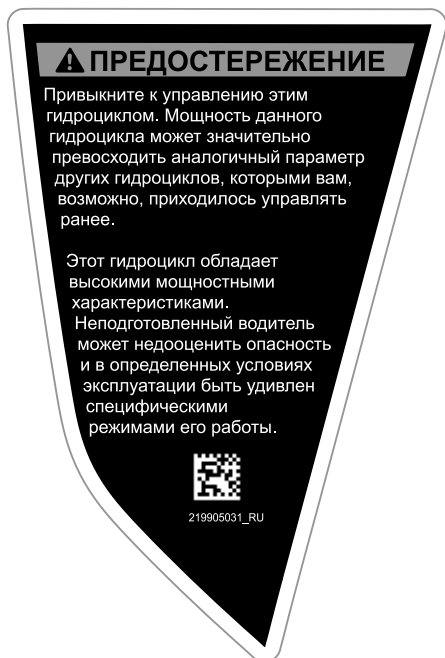 ПРЕДОСТЕРЕЖЕНИЕ
Привыкните к управлению этим
гидроциклом. Мощность данного
гидроцикла может значительно
превосходить аналогичный параметр
других гидроциклов, которыми вам,
возможно, приходилось управлять
ранее.
Этот гидроцикл обладает
высокими мощностными
характеристиками.
Неподготовленный водитель
может недооценить опасность
и в определенных условиях
эксплуатации быть удивлен
специфическими
режимами его работы.
219905031_RU